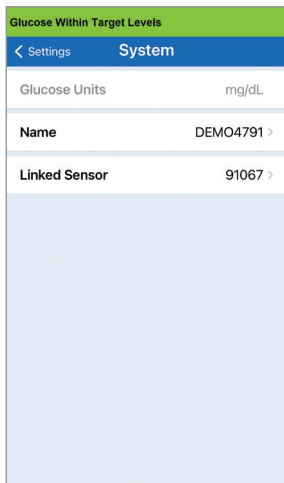 Glucose Within Target Levels
Settings System
Glucose Units mg/dL
Name DEMO4791
Linked Sensor 91067